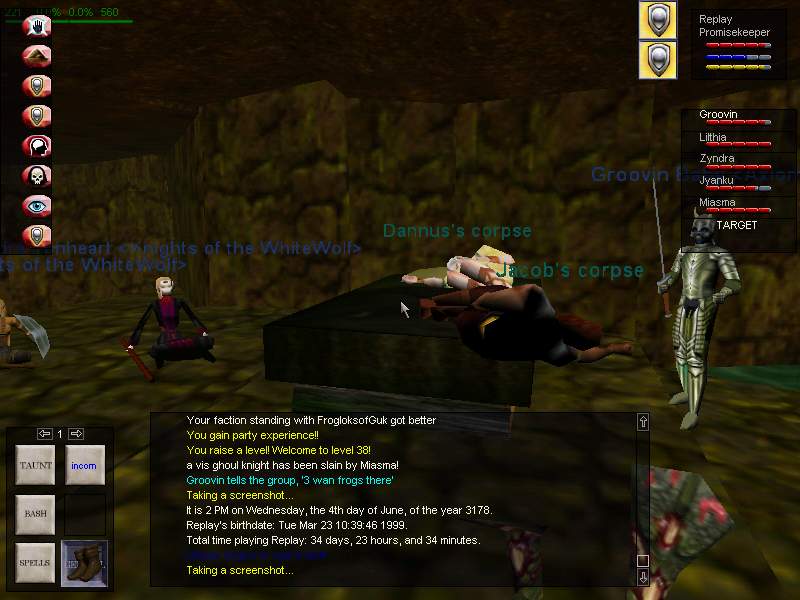 0.0% 560
Replay
Promisekeeper
Groovin
Lilthia
Zyndra
Jyanku
Miasma
TARGET
Groovin
Dannus's corpse
<Knights of the WhiteWolf>
ts of the WhiteWolf>
Jacob's corpse
1
TAUNT
incom
BASH
SPELLS
Your faction standing with FrogloksofGuk got better
You gain party experience!!
You raise a level! Welcome to level 38!
a vis ghoul knight has been slain by Miasma!
Groovin tells the group, '3 wan frogs there'
Taking a screenshot...
It is 2 PM on Wednesday, the 4th day of June, of the year 3178.
Replay's birthdate: Tue Mar 23 10:39:46 1999.
Total time playing Replay: 34 days, 23 hours, and 34 minutes.
Taking a screenshot...